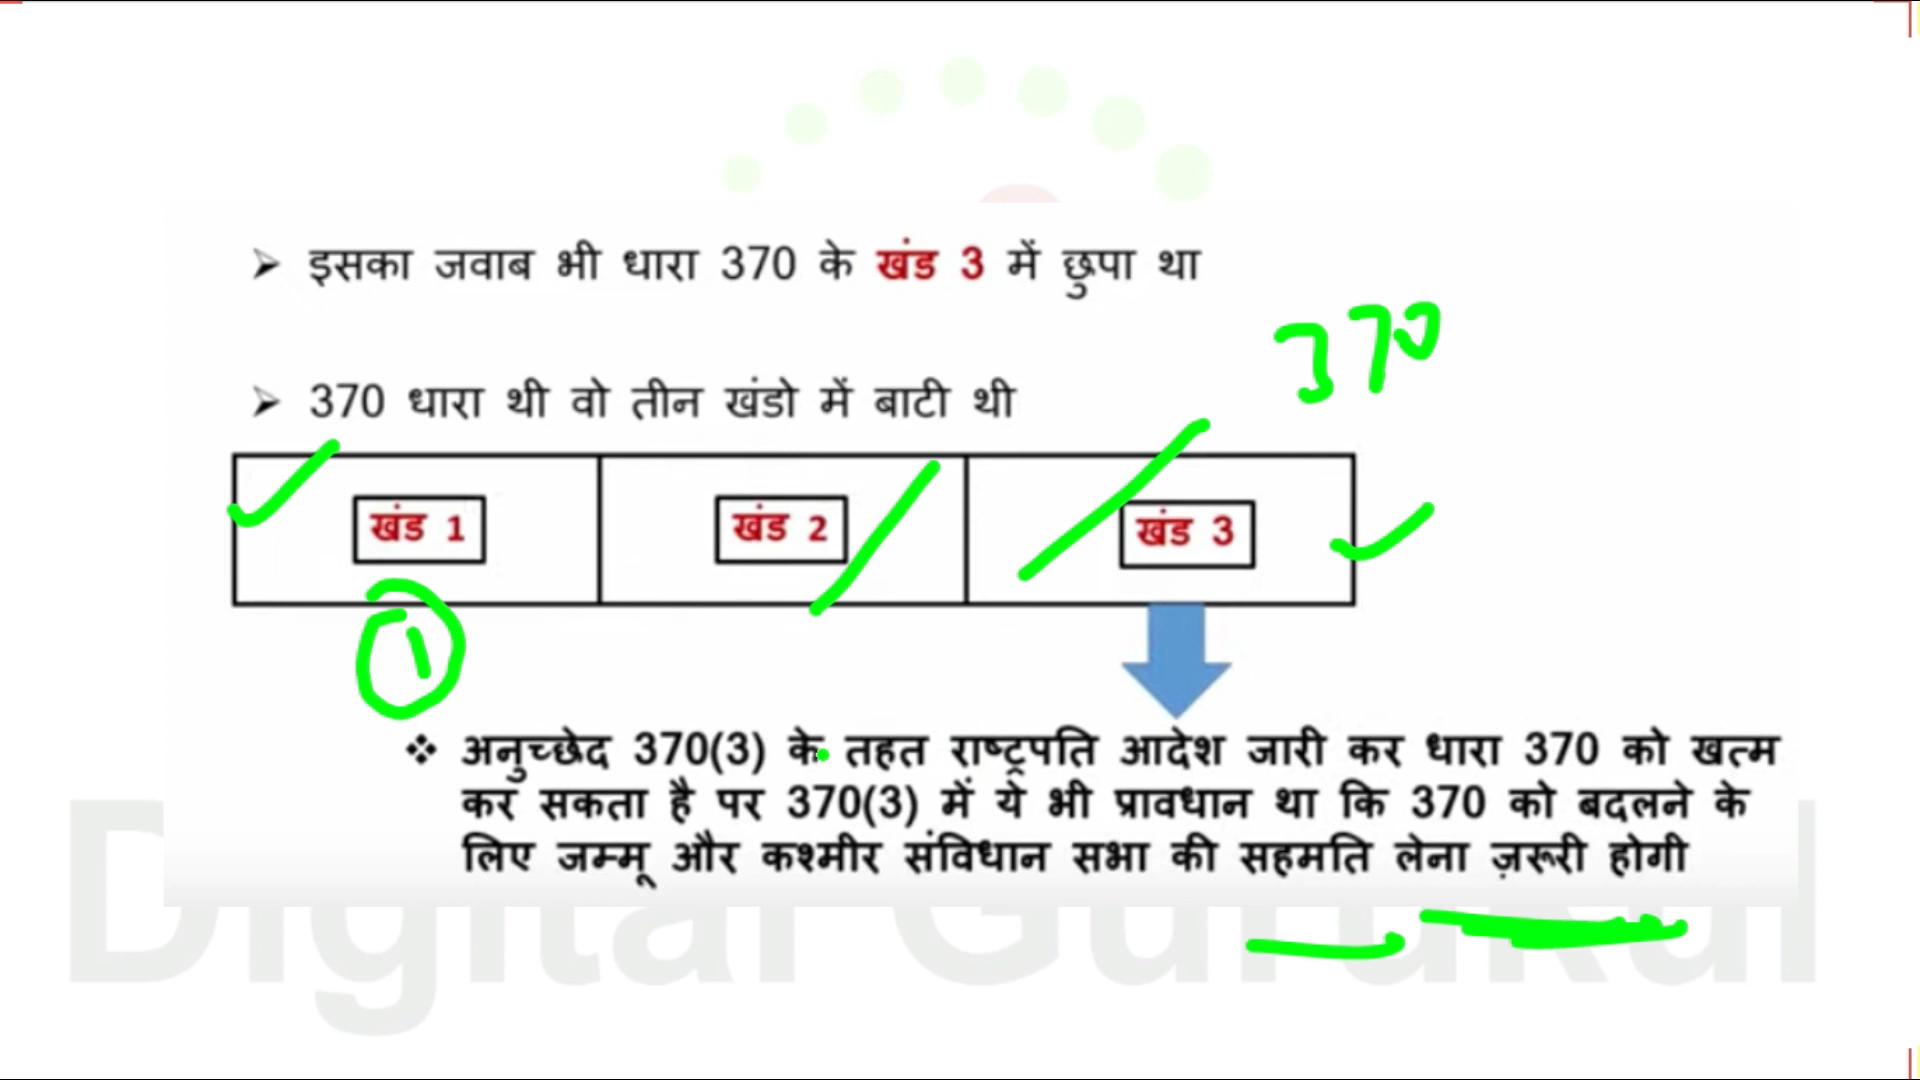 ➢ इसका जवाब भी धारा 370 के खंड 3 में छुपा था
370
➢ 370 धारा थी वो तीन खंडो में बाटी थी
खंड 1 खंड 2 खंड 3
1
❖ अनुच्छेद 370(3) के तहत राष्ट्रपति आदेश जारी कर धारा 370 को खत्म
कर सकता है पर 370(3) में ये भी प्रावधान था कि 370 को बदलने के
लिए जम्मू और कश्मीर संविधान सभा की सहमति लेना ज़रूरी होगी
Digital Gurukul